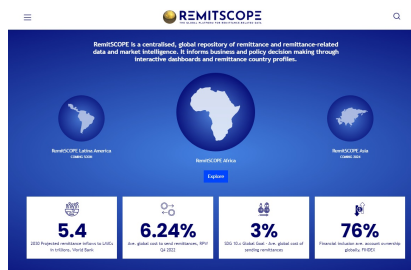 REMITSCOPE
THE GLOBAL PLATFORM FOR REMITTANCE-RELATED DATA
RemitSCOPE is a centralised, global repository of remittance and remittance-related
data and market intelligence. It informs business and policy decision making through
interactive dashboards and remittance country profiles.
RemitSCOPE Latin America
COMING SOON
RemitSCOPE Africa
RemitSCOPE Asia
COMING SOON
Explore
5.4
2030 Projected remittance inflows to LMICs
in trillions, World Bank
6.24%
Ave. global cost to send remittances, RPW
Q4 2022
3%
SDG 10.c Global Goal - Ave. global cost of
sending remittances
76%
Financial inclusion ave. account ownership
globally, FINDEX